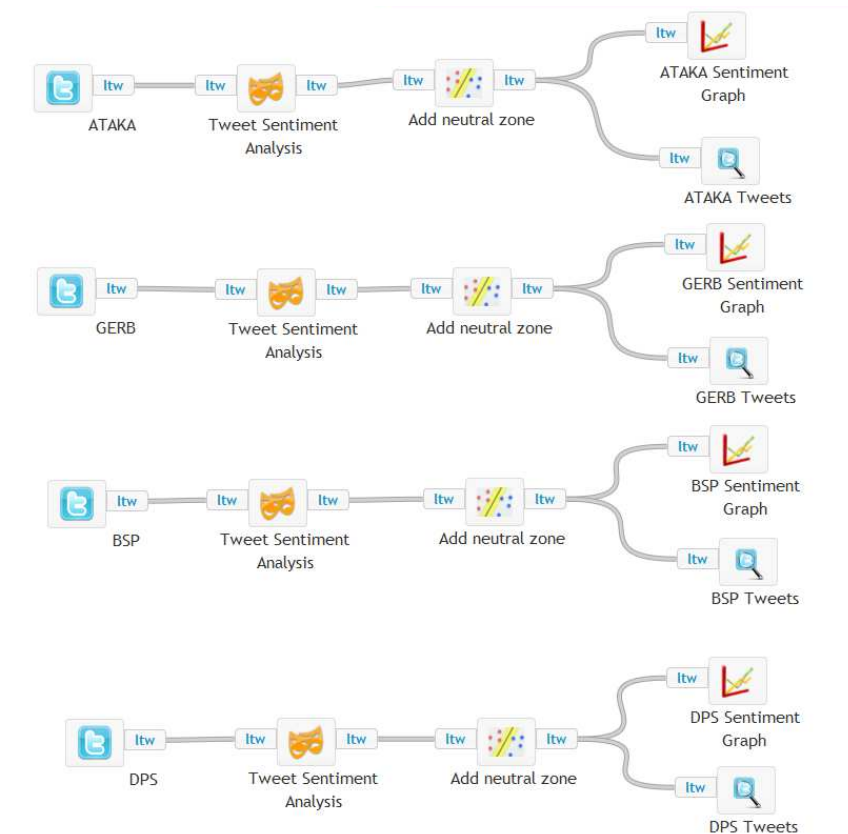 ltw
ATAKA Sentiment
Graph
ltw ltw ltw ltw ltw
ATAKA
Tweet Sentiment
Analysis
Add neutral zone
ltw
ATAKA Tweets
ltw
GERB Sentiment
Graph
ltw ltw ltw ltw ltw
GERB
Tweet Sentiment
Analysis
Add neutral zone
ltw
GERB Tweets
ltw
BSP Sentiment
Graph
ltw ltw ltw ltw ltw
BSP
Tweet Sentiment
Analysis
Add neutral zone
ltw
BSP Tweets
ltw
DPS Sentiment
Graph
ltw ltw ltw ltw ltw
DPS
Tweet Sentiment
Analysis
Add neutral zone
ltw
DPS Tweets